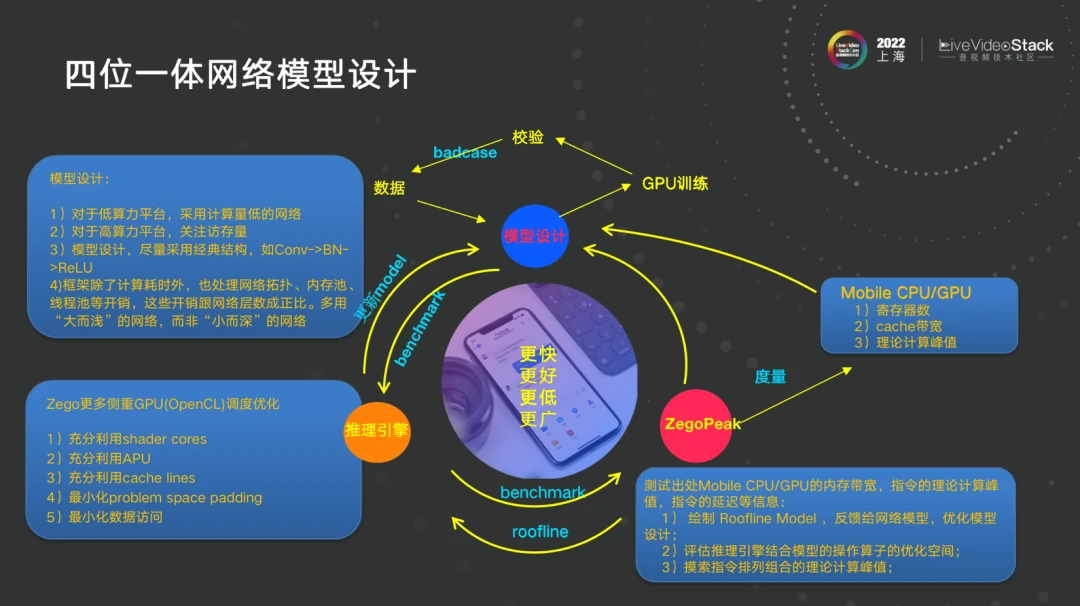 四位一体网络模型设计
2022
上海
LiveVideoStack
音视频技术社区
校验
badcase
数据
GPU训练
模型设计
模型设计：
1）对于低算力平台，采用计算量低的网络
2）对于高算力平台，关注访存量
3）模型设计，尽量采用经典结构，如Conv->BN-
>ReLU
4)框架除了计算耗时外，也处理网络拓扑、内存池、
线程池等开销，这些开销跟网络层数成正比。多用
“大而浅”的网络，而非“小而深”的网络
更新model
benchmark
更快
更好
更低
更广
Mobile CPU/GPU
1）寄存器数
2）cache带宽
3）理论计算峰值
度量
Zego更多侧重GPU(OpenCL)调度优化
1）充分利用shader cores
2）充分利用APU
3）充分利用cache lines
4）最小化problem space padding
5）最小化数据访问
推理引擎
ZegoPeak
benchmark
roofline
测试出处Mobile CPU/GPU的内存带宽，指令的理论计算峰
值，指令的延迟等信息：
1） 绘制 Roofline Model ，反馈给网络模型，优化模型
设计；
2）评估推理引擎结合模型的操作算子的优化空间；
3）摸索指令排列组合的理论计算峰值；